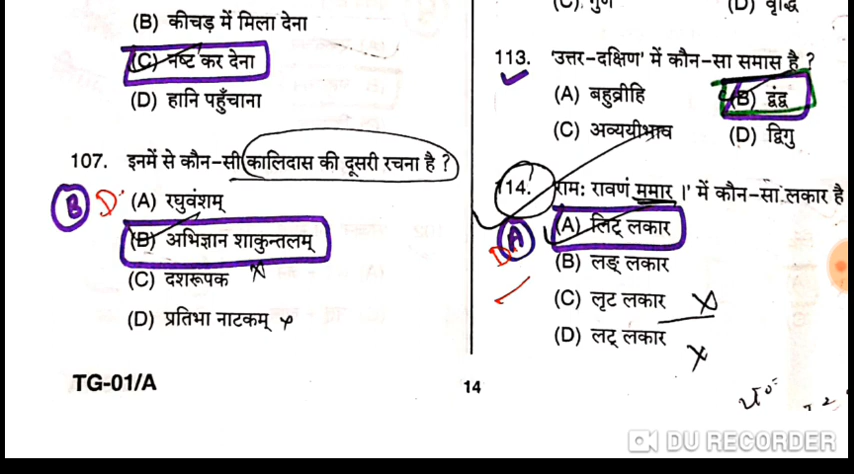 (B) कीचड़ में मिला देना
(C) नष्ट कर देना
(D) हानि पहुँचाना
107. इनमें से कौन-सी कालिदास की दूसरी रचना है ?
B D
(A) रघुवंशम्
(B) अभिज्ञान शाकुन्तलम्
(C) दशरूपक
(D) प्रतिभा नाटकम्
(C) गुण
(D) वृद्धि
113. 'उत्तर-दक्षिण' में कौन-सा समास है ?
(A) बहुव्रीहि
(B) द्वंद्व
(C) अव्ययीभाव
(D) द्विगु
114. 'रामः रावणं ममार ।' में कौन-सा लकार है
A D
(A) लिट् लकार
(B) लङ् लकार
(C) लृट लकार
(D) लट् लकार
TG-01/A
14
DU RECORDER